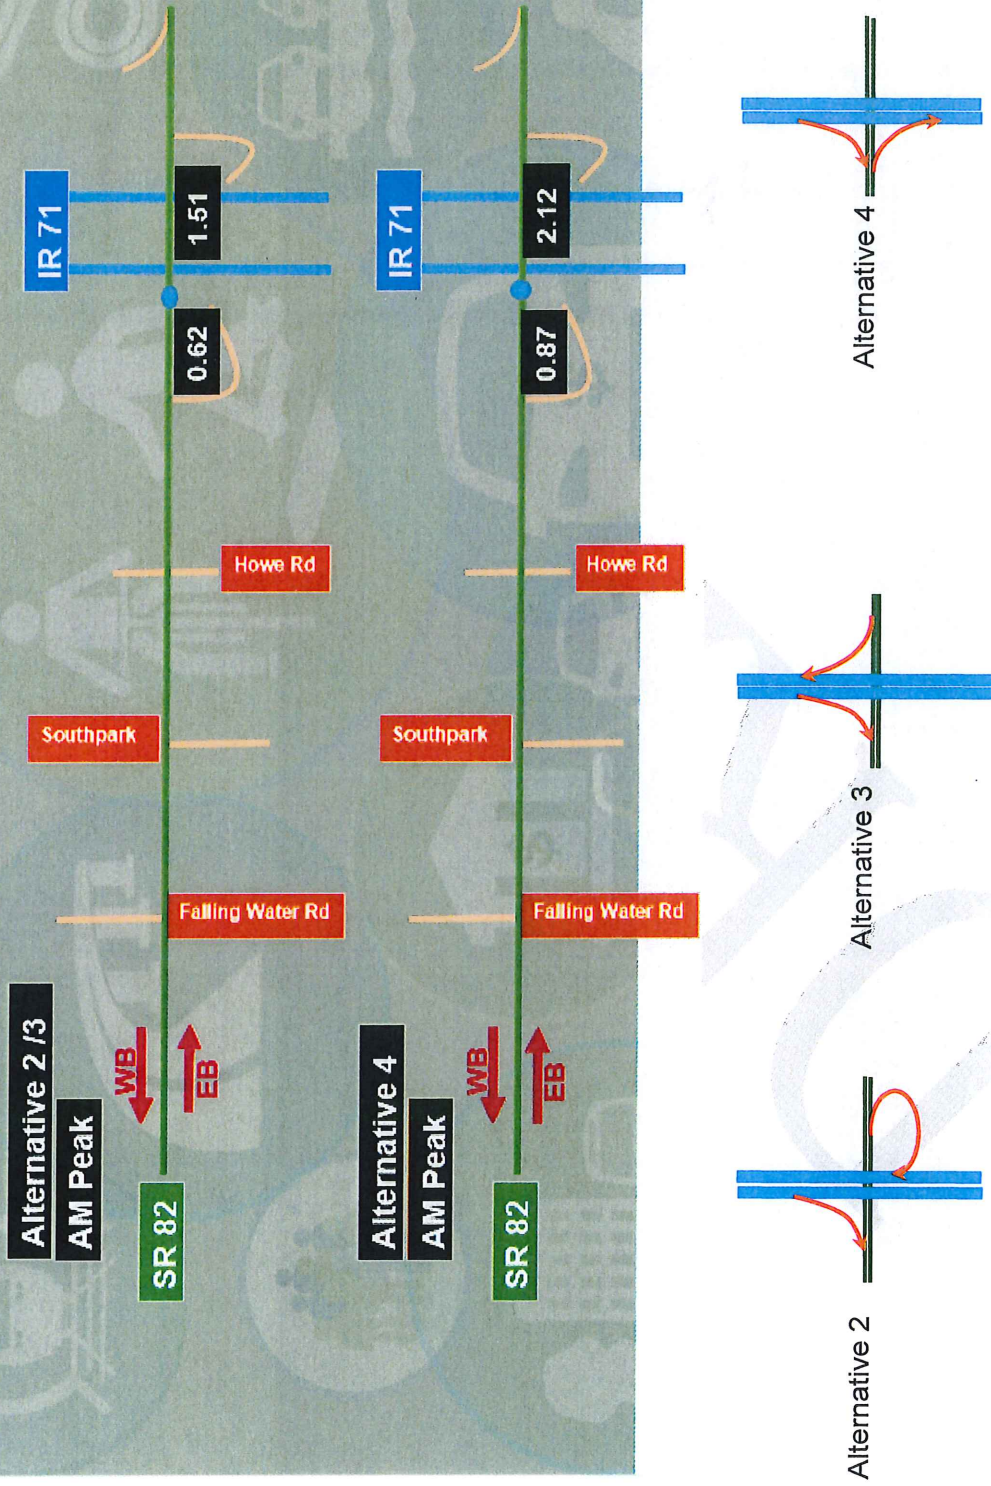 Alternative 2 /3
AM Peak
SR 82
WB
EB
Falling Water Rd
Southpark
Howe Rd
0.62
1.51
IR 71
Alternative 4
AM Peak
SR 82
WB
EB
Falling Water Rd
Southpark
Howe Rd
0.87
2.12
IR 71
Alternative 2
Alternative 3
Alternative 4